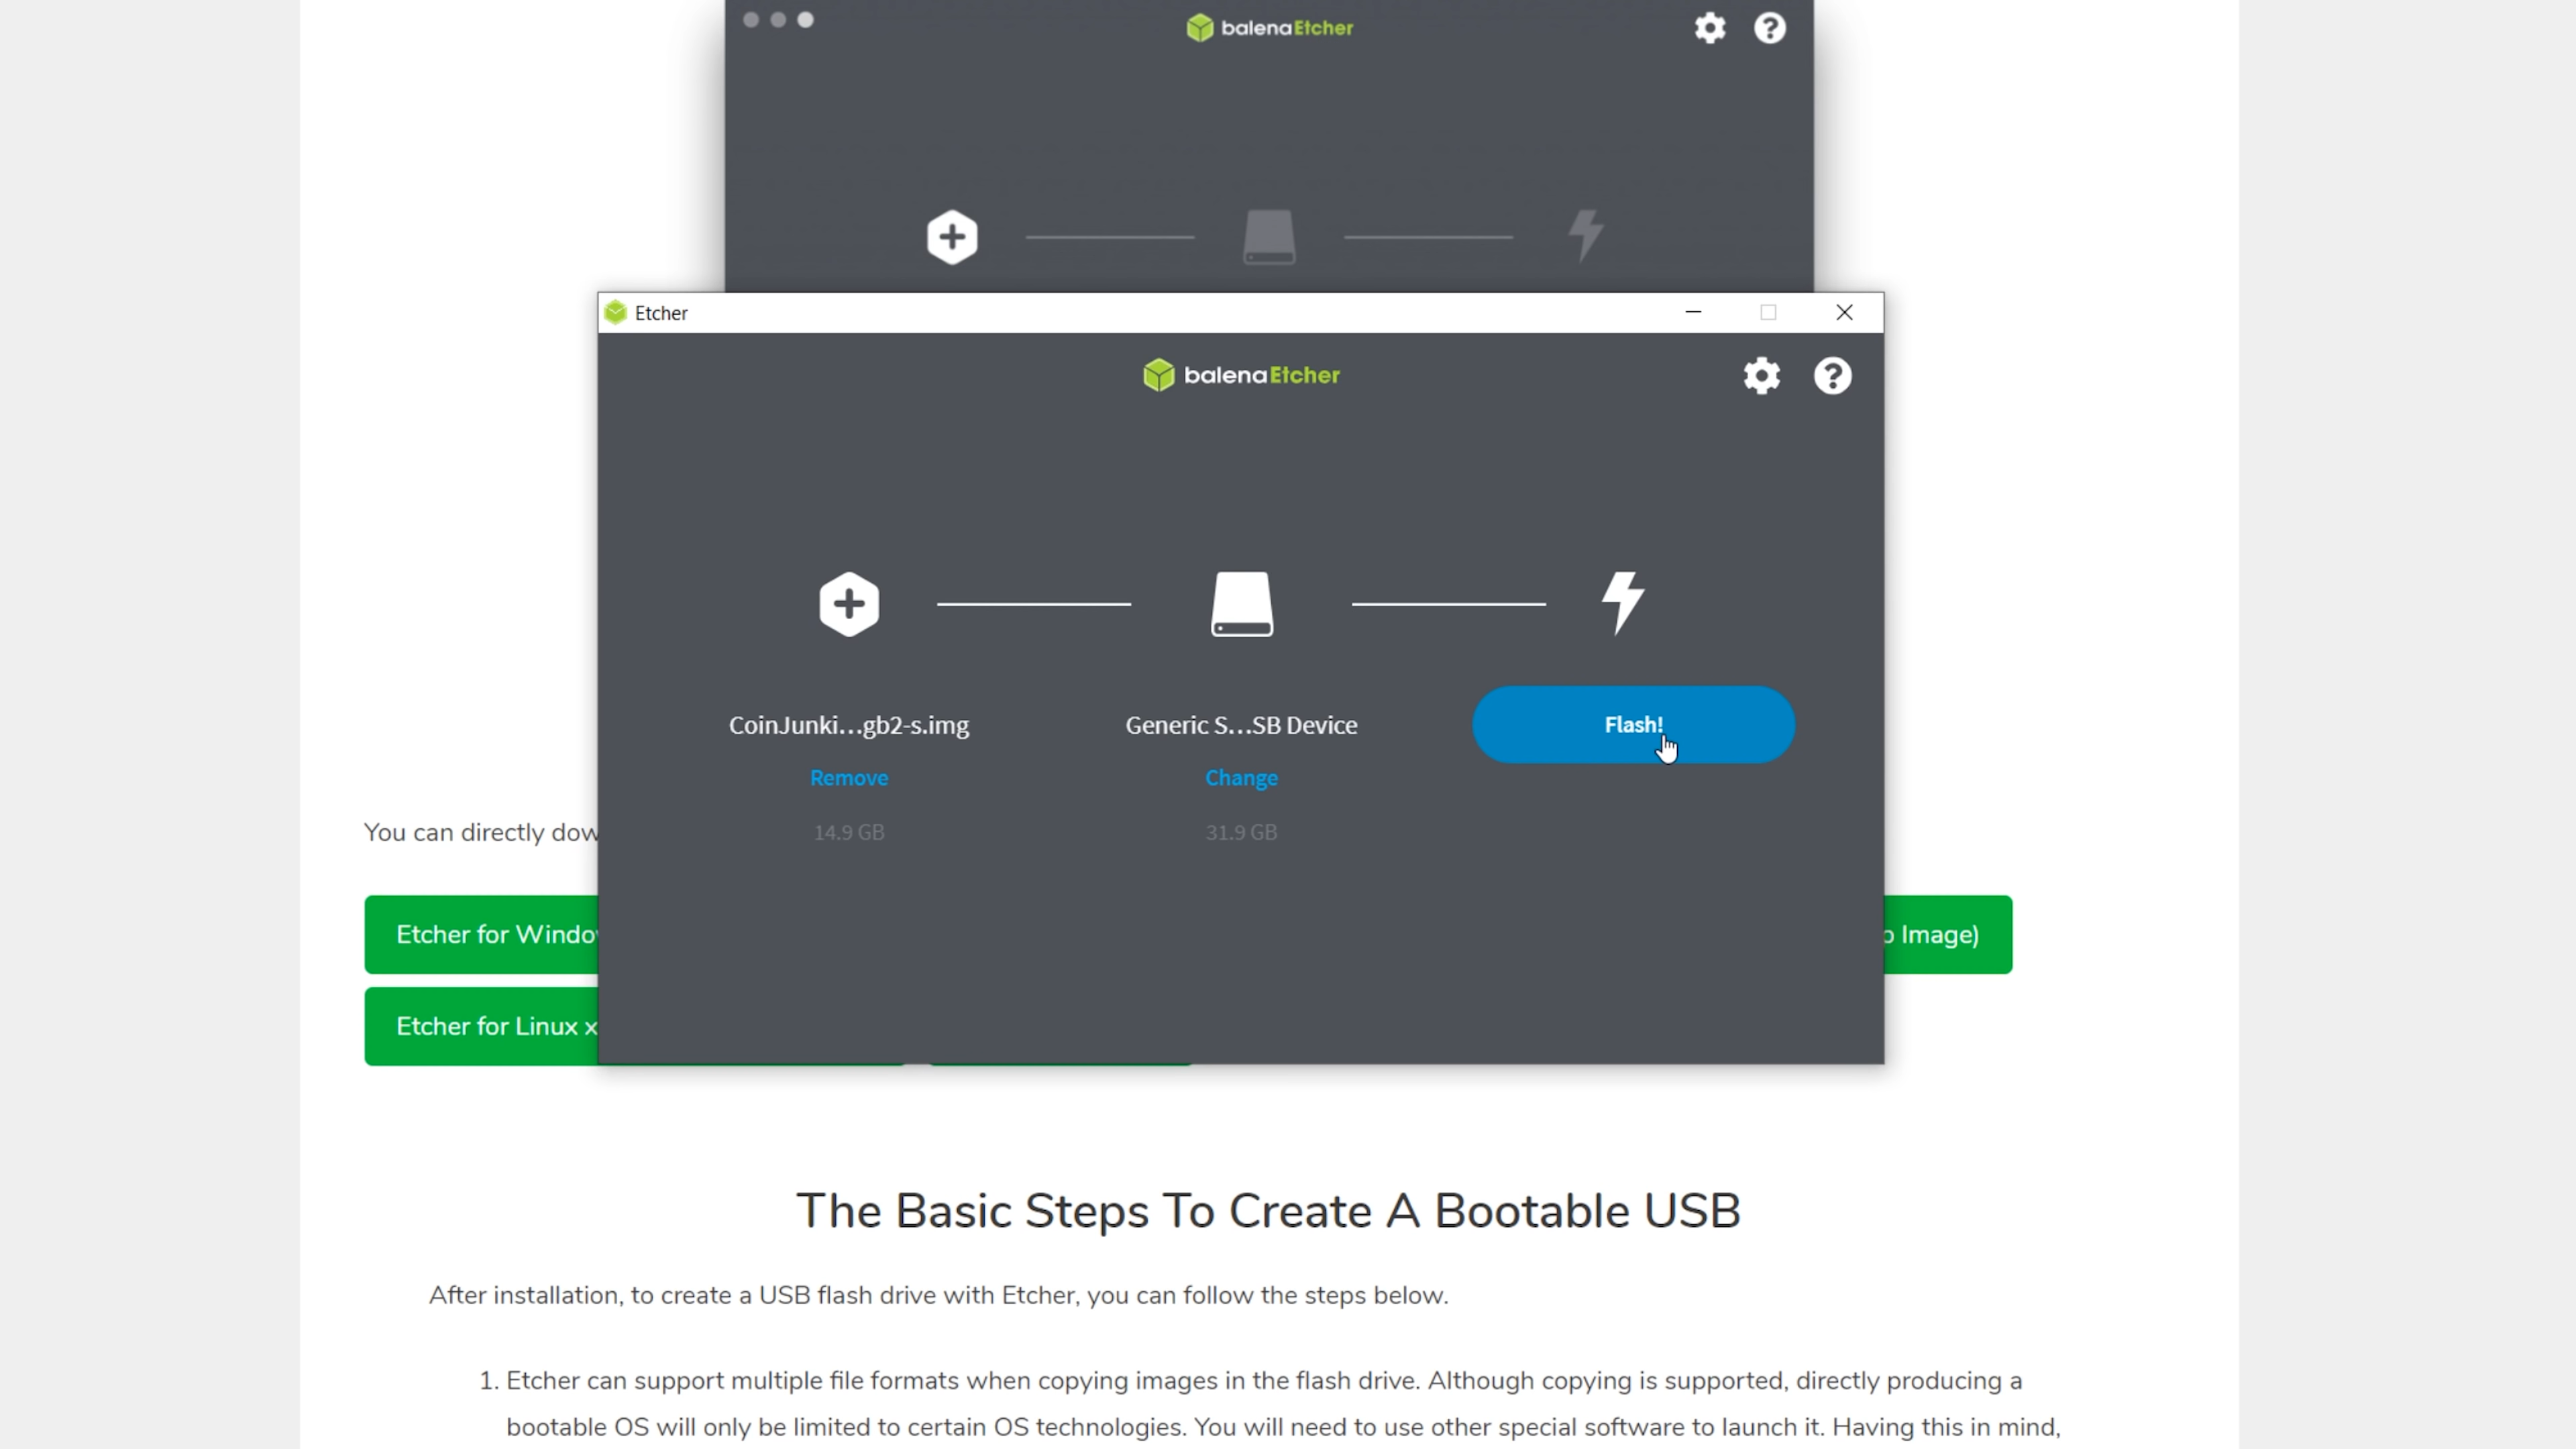 balenaEtcher
Etcher
balenaEtcher
CoinJunki...gb2-s.img
Generic S...SB Device
Flash!
Remove
Change
14.9 GB
31.9 GB
You can directly dow
Etcher for Windo
Image)
Etcher for Linux x
The Basic Steps To Create A Bootable USB
After installation, to create a USB flash drive with Etcher, you can follow the steps below.
1. Etcher can support multiple file formats when copying images in the flash drive. Although copying is supported, directly producing a
bootable OS will only be limited to certain OS technologies. You will need to use other special software to launch it. Having this in mind,